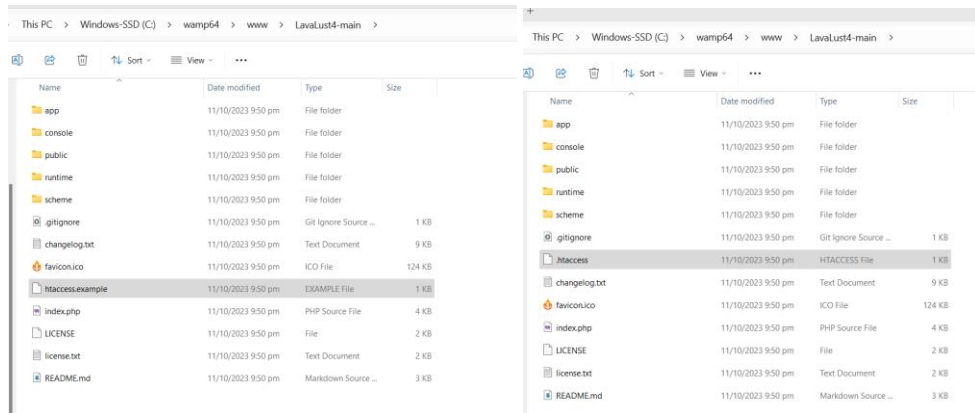 This PC > Windows-SSD (C:) > wamp64 > www > LavaLust4-main >
Sort View ...
Name Date modified Type Size
app 11/10/2023 9:50 pm File folder
console 11/10/2023 9:50 pm File folder
public 11/10/2023 9:50 pm File folder
runtime 11/10/2023 9:50 pm File folder
scheme 11/10/2023 9:50 pm File folder
.gitignore 11/10/2023 9:50 pm Git Ignore Source ... 1 KB
changelog.txt 11/10/2023 9:50 pm Text Document 9 KB
favicon.ico 11/10/2023 9:50 pm ICO File 124 KB
htaccess.example 11/10/2023 9:50 pm EXAMPLE File 1 KB
index.php 11/10/2023 9:50 pm PHP Source File 4 KB
LICENSE 11/10/2023 9:50 pm File 2 KB
license.txt 11/10/2023 9:50 pm Text Document 2 KB
README.md 11/10/2023 9:50 pm Markdown Source ... 3 KB
This PC > Windows-SSD (C:) > wamp64 > www > LavaLust4-main >
Sort View ...
Name Date modified Type Size
app 11/10/2023 9:50 pm File folder
console 11/10/2023 9:50 pm File folder
public 11/10/2023 9:50 pm File folder
runtime 11/10/2023 9:50 pm File folder
scheme 11/10/2023 9:50 pm File folder
.gitignore 11/10/2023 9:50 pm Git Ignore Source ... 1 KB
.htaccess 11/10/2023 9:50 pm HTACCESS File 1 KB
changelog.txt 11/10/2023 9:50 pm Text Document 9 KB
favicon.ico 11/10/2023 9:50 pm ICO File 124 KB
index.php 11/10/2023 9:50 pm PHP Source File 4 KB
LICENSE 11/10/2023 9:50 pm File 2 KB
license.txt 11/10/2023 9:50 pm Text Document 2 KB
README.md 11/10/2023 9:50 pm Markdown Source ... 3 KB